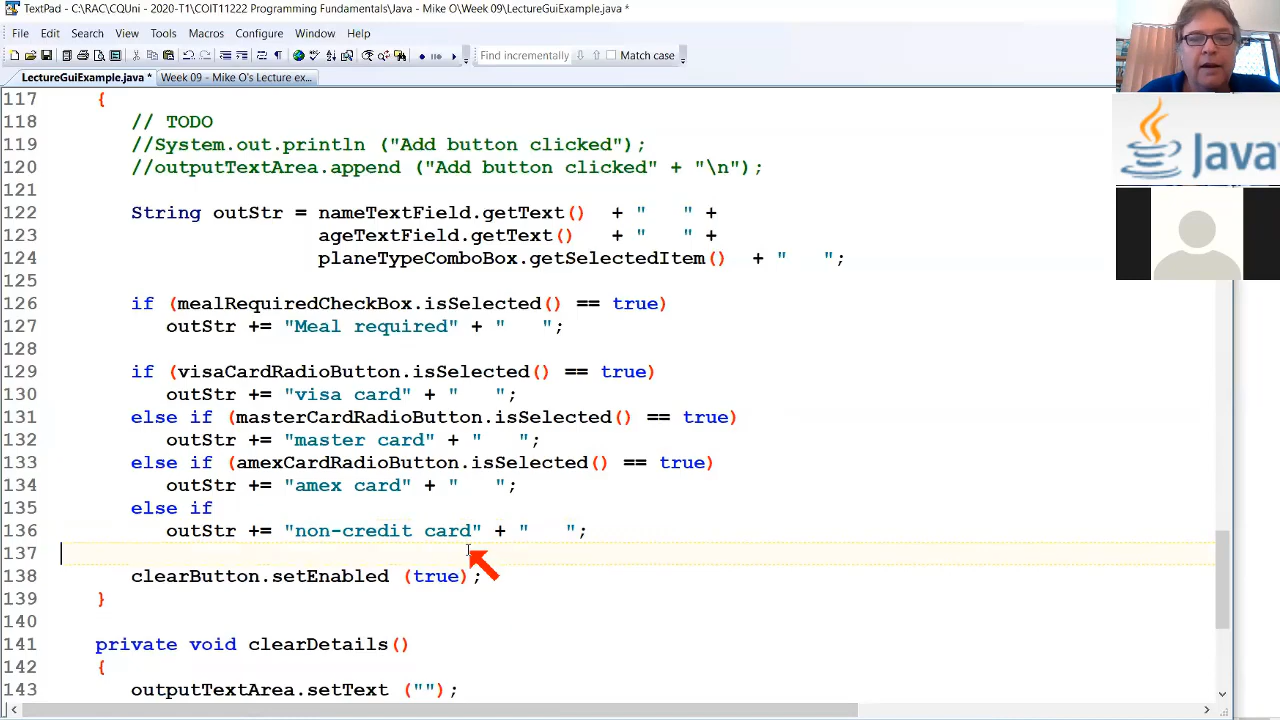 TextPad - C:\RAC\CQUni - 2020-T1\COIT11222 Programming Fundamentals\Java - Mike O\Week 09\LectureGuiExample.java *
File Edit Search View Tools Macros Configure Window Help
Find incrementally Match case
LectureGuiExample.java * Week 09 - Mike O's Lecture ex...
117 {
118 // TODO
119 //System.out.println ("Add button clicked");
120 //outputTextArea.append ("Add button clicked" + "\n");
121
122 String outStr = nameTextField.getText() + "   " +
123 ageTextField.getText() + "   " +
124 planeTypeComboBox.getSelectedItem() + "   ";
125
126 if (mealRequiredCheckBox.isSelected() == true)
127 outStr += "Meal required" + "   ";
128
129 if (visaCardRadioButton.isSelected() == true)
130 outStr += "visa card" + "   ";
131 else if (masterCardRadioButton.isSelected() == true)
132 outStr += "master card" + "   ";
133 else if (amexCardRadioButton.isSelected() == true)
134 outStr += "amex card" + "   ";
135 else if
136 outStr += "non-credit card" + "   ";
137
138 clearButton.setEnabled (true);
139 }
140
141 private void clearDetails()
142 {
143 outputTextArea.setText ("");
Java